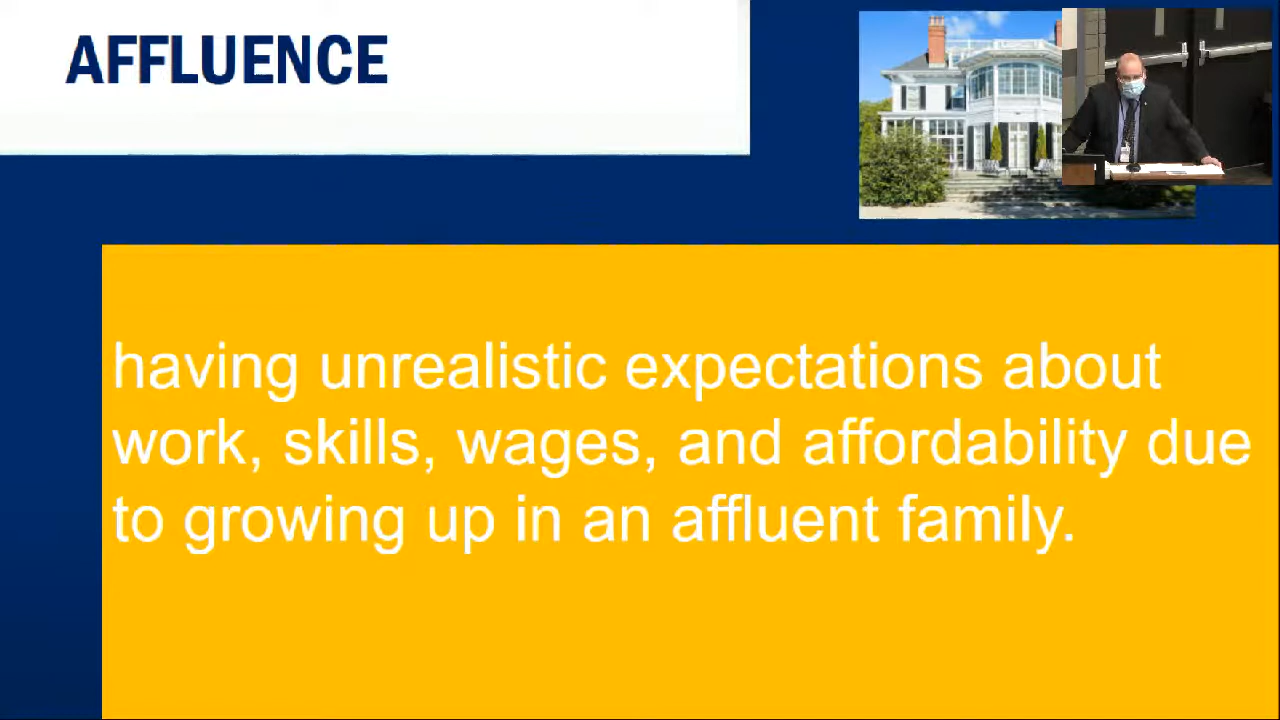 AFFLUENCE
having unrealistic expectations about
work, skills, wages, and affordability due
to growing up in an affluent family.